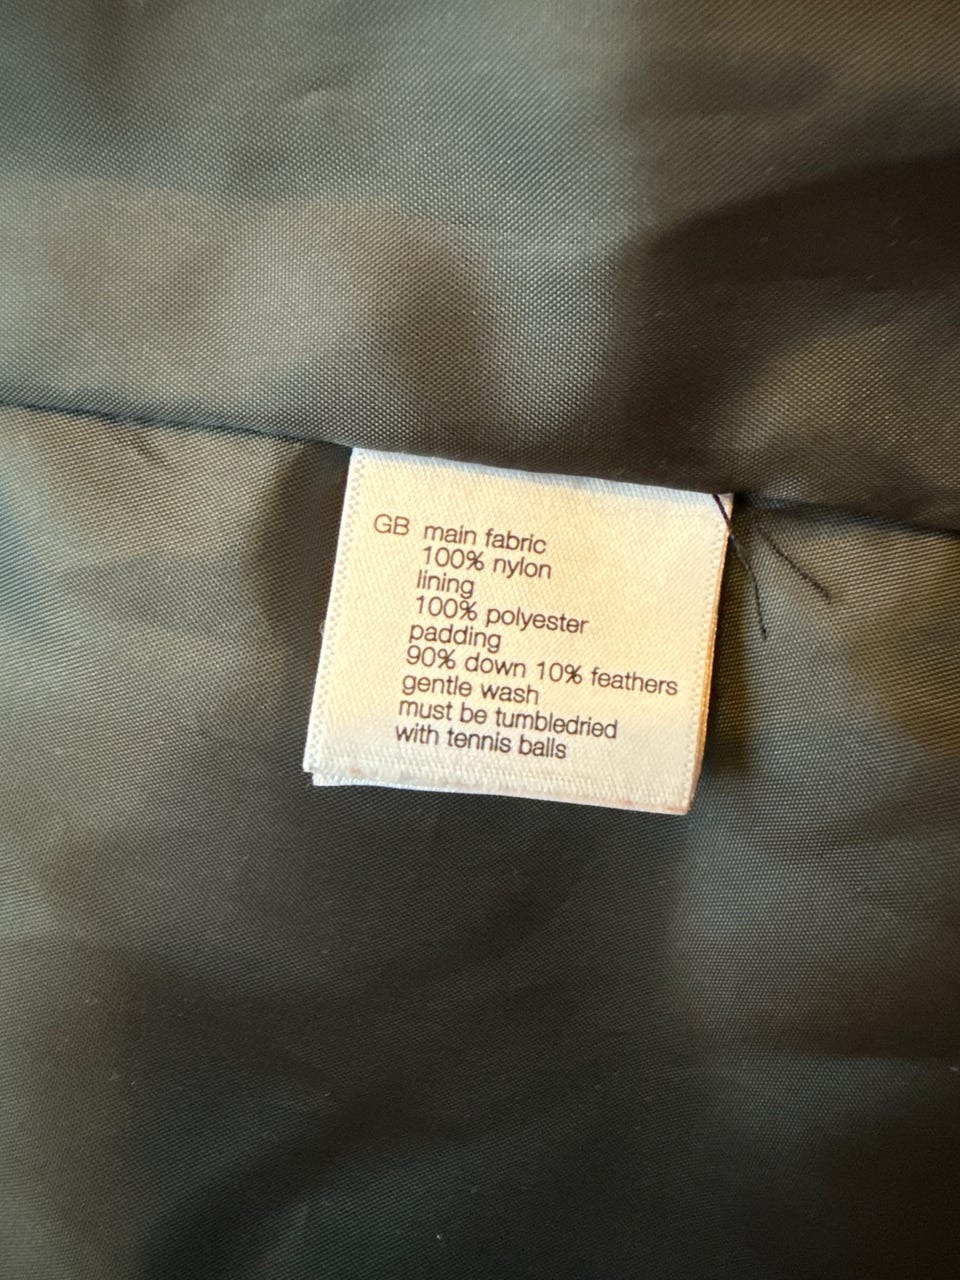 GB main fabric
100% nylon
lining
100% polyester
padding
90% down 10% feathers
gentle wash
must be tumbledried
with tennis balls